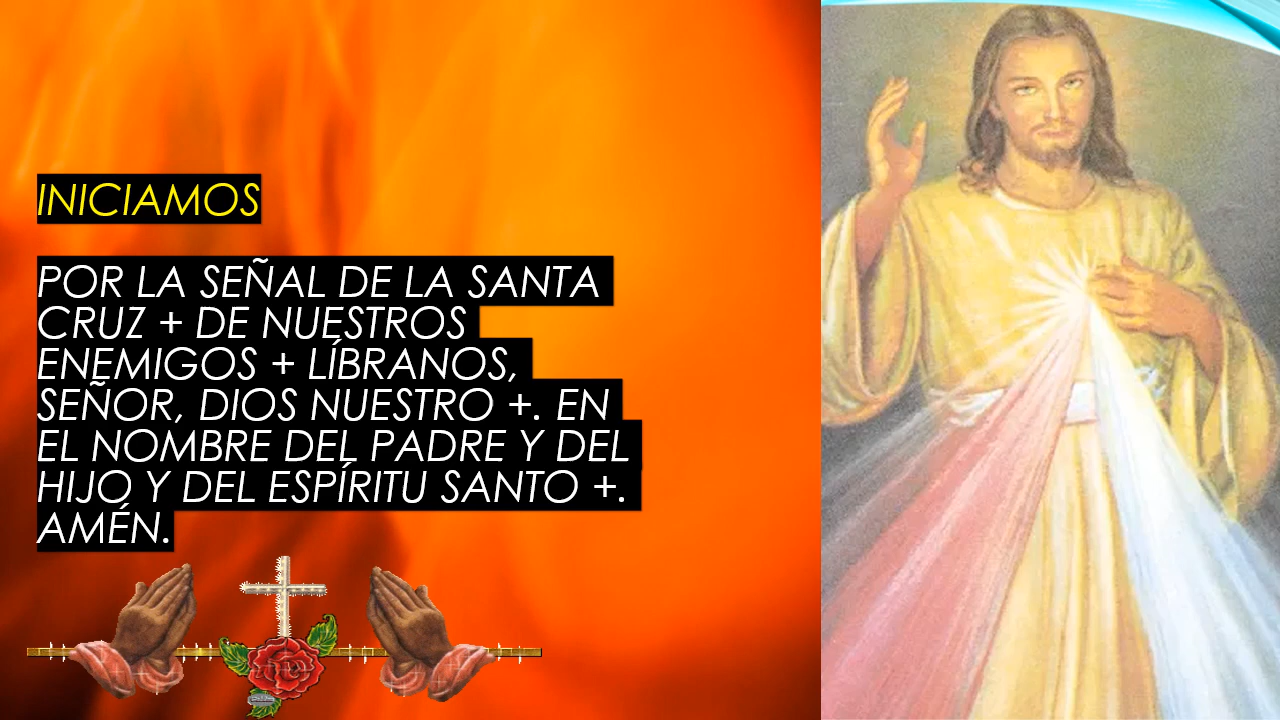 INICIAMOS
POR LA SEÑAL DE LA SANTA
CRUZ + DE NUESTROS
ENEMIGOS + LÍBRANOS,
SEÑOR, DIOS NUESTRO +. EN
EL NOMBRE DEL PADRE Y DEL
HIJO Y DEL ESPÍRITU SANTO +.
AMÉN.